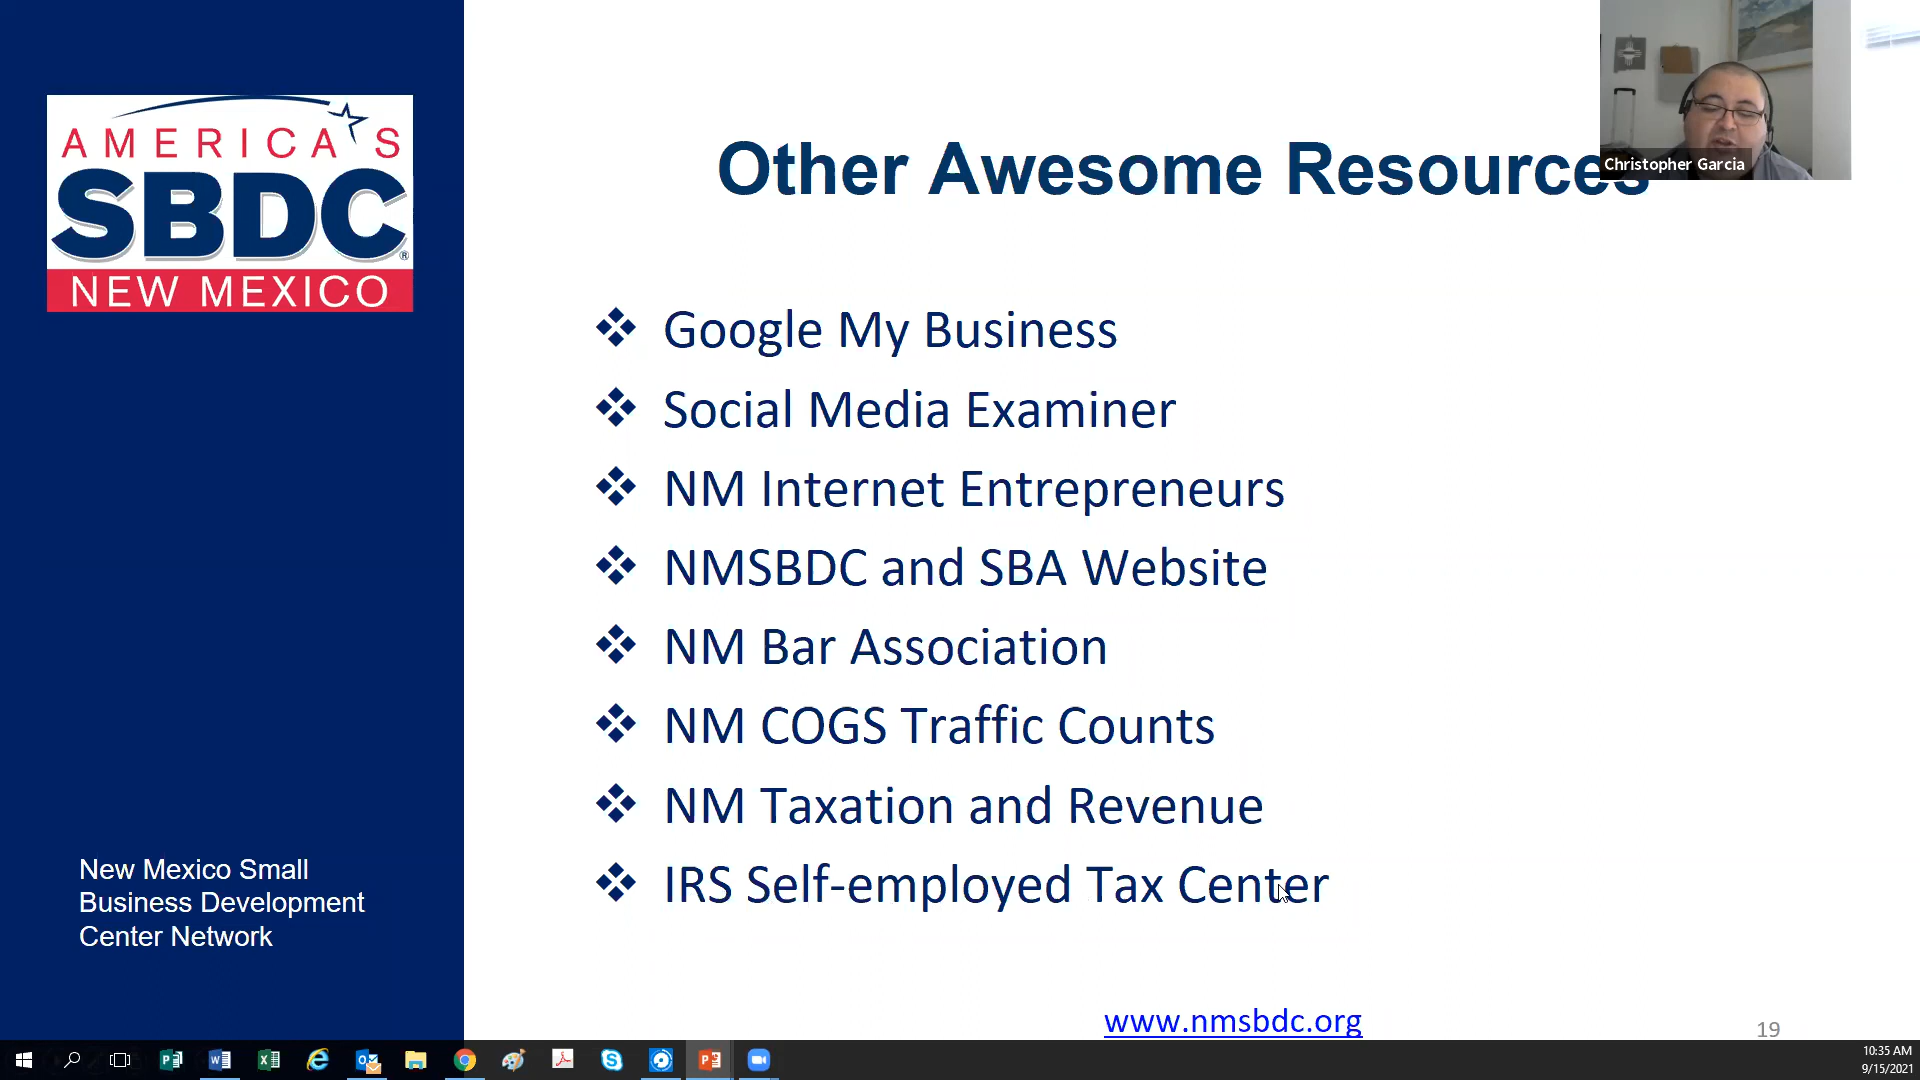 AMERICA'S
SBDC®
NEW MEXICO
Other Awesome Resources
Christopher Garcia
❖ Google My Business
❖ Social Media Examiner
❖ NM Internet Entrepreneurs
❖ NMSBDC and SBA Website
❖ NM Bar Association
❖ NM COGS Traffic Counts
❖ NM Taxation and Revenue
❖ IRS Self-employed Tax Center
New Mexico Small
Business Development
Center Network
www.nmsbdc.org
19
10:35 AM
9/15/2021